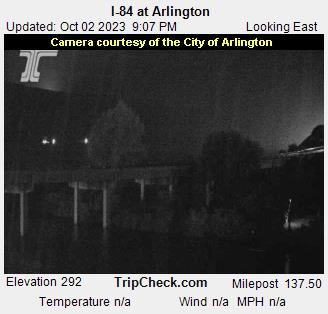 I-84 at Arlington
Updated: Oct 02 2023 9:07 PM Looking East
Camera courtesy of the City of Arlington
Elevation 292 TripCheck.com Milepost 137.50
Temperature n/a Wind n/a MPH n/a